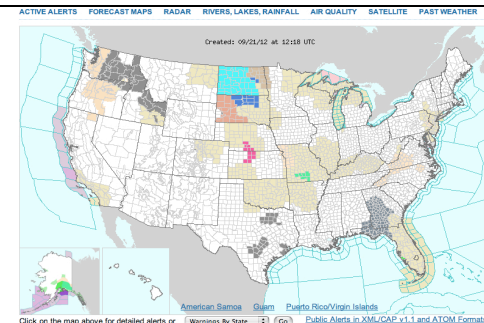 ACTIVE ALERTS FORECAST MAPS RADAR RIVERS, LAKES, RAINFALL AIR QUALITY SATELLITE PAST WEATHER
Created: 09/21/12 at 12:18 UTC
American Samoa Guam Puerto Rico/Virgin Islands
Click on the map above for detailed alerts or Warnings By State Go Public Alerts in XML/CAP v1.1 and ATOM Formats